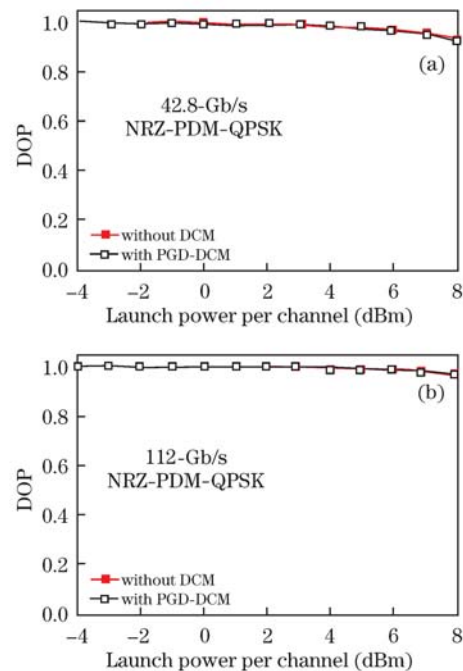 1.0
0.8
0.6
0.4
0.2
0.0
DOP
(a)
42.8-Gb/s
NRZ-PDM-QPSK
without DCM
with PGD-DCM
−4 −2 0 2 4 6 8
Launch power per channel (dBm)
1.0
0.8
0.6
0.4
0.2
0.0
DOP
(b)
112-Gb/s
NRZ-PDM-QPSK
without DCM
with PGD-DCM
−4 −2 0 2 4 6 8
Launch power per channel (dBm)